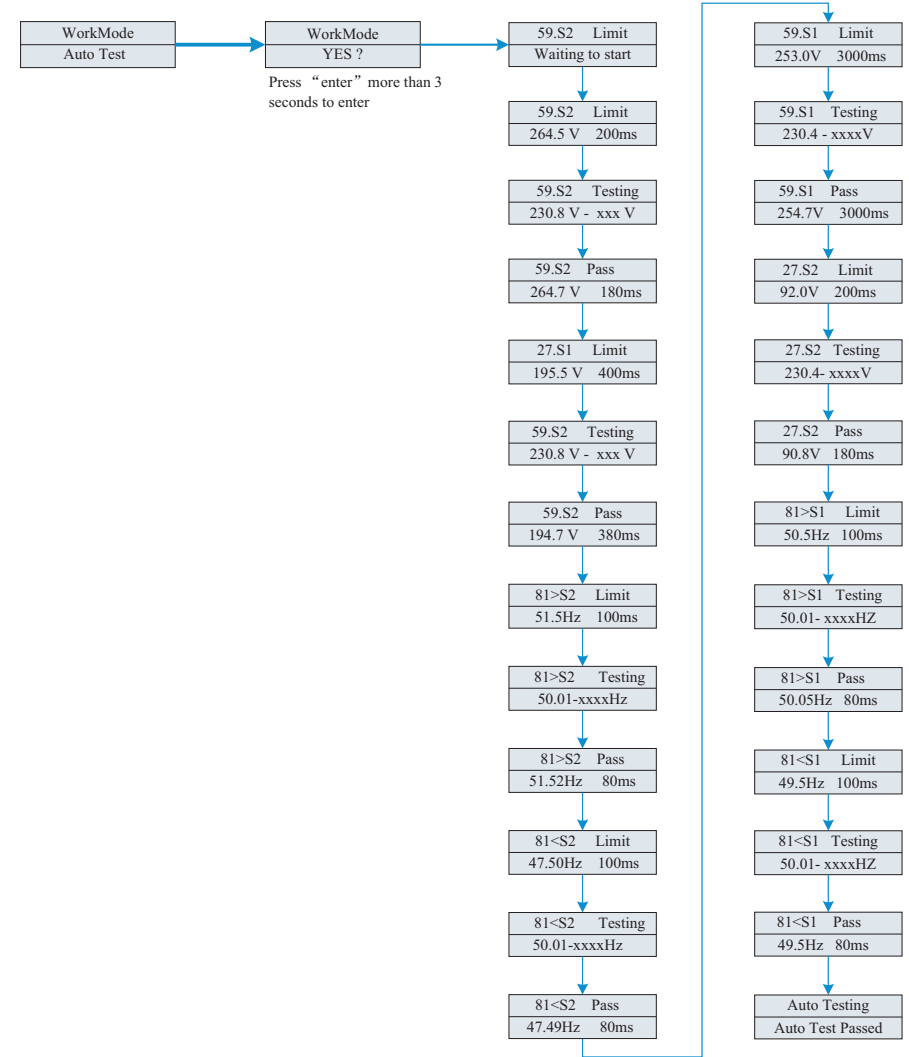 WorkMode
Auto Test
WorkMode
YES ?
Press “enter” more than 3
seconds to enter
59.S2 Limit
Waiting to start
59.S2 Limit
264.5 V 200ms
59.S2 Testing
230.8 V - xxx V
59.S2 Pass
264.7 V 180ms
27.S1 Limit
195.5 V 400ms
59.S2 Testing
230.8 V - xxx V
59.S2 Pass
194.7 V 380ms
81>S2 Limit
51.5Hz 100ms
81>S2 Testing
50.01-xxxxHz
81>S2 Pass
51.52Hz 80ms
81<S2 Limit
47.50Hz 100ms
81<S2 Testing
50.01-xxxxHz
81<S2 Pass
47.49Hz 80ms
59.S1 Limit
253.0V 3000ms
59.S1 Testing
230.4 - xxxxV
59.S1 Pass
254.7V 3000ms
27.S2 Limit
92.0V 200ms
27.S2 Testing
230.4- xxxxV
27.S2 Pass
90.8V 180ms
81>S1 Limit
50.5Hz 100ms
81>S1 Testing
50.01- xxxxHZ
81>S1 Pass
50.05Hz 80ms
81<S1 Limit
49.5Hz 100ms
81<S1 Testing
50.01- xxxxHZ
81<S1 Pass
49.5Hz 80ms
Auto Testing
Auto Test Passed